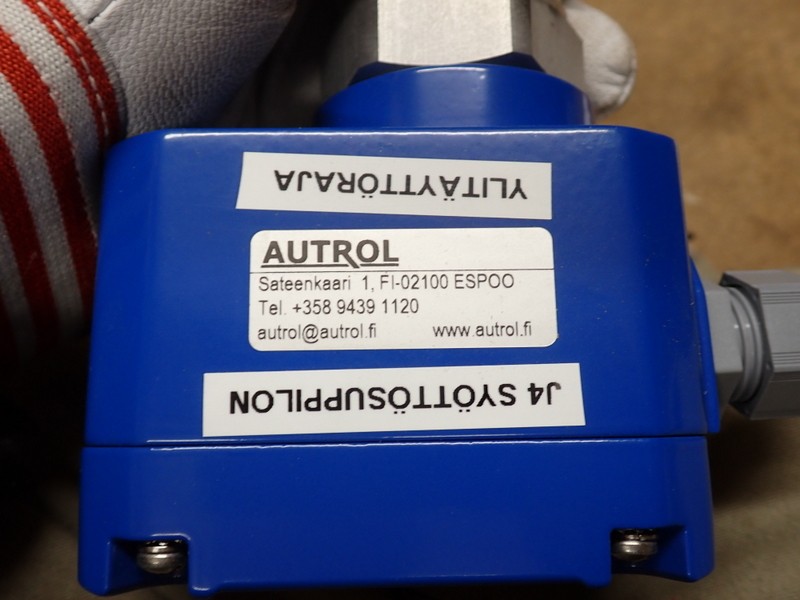 YLITÄYTTÖRAJA
AUTROL
Sateenkaari 1, FI-02100 ESPOO
Tel. +358 9439 1120
autrol@autrol.fi www.autrol.fi
J4 SYÖTTÖSUPPILON